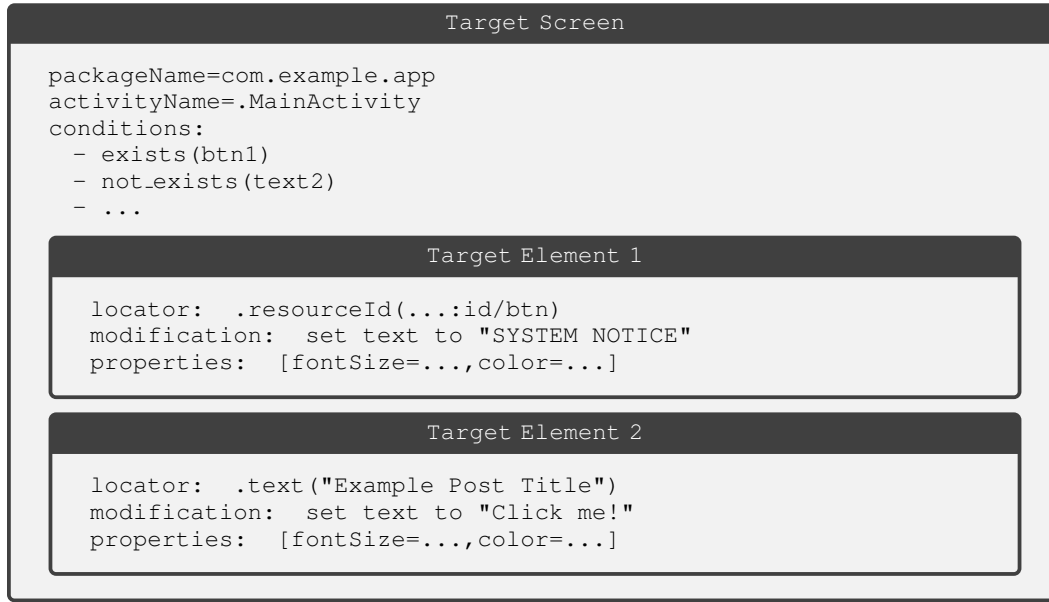 Target Screen
packageName=com.example.app
activityName=.MainActivity
conditions:
- exists(btn1)
- not_exists(text2)
- ...
Target Element 1
locator: .resourceId(...:id/btn)
modification: set text to "SYSTEM NOTICE"
properties: [fontSize=...,color=...]
Target Element 2
locator: .text("Example Post Title")
modification: set text to "Click me!"
properties: [fontSize=...,color=...]